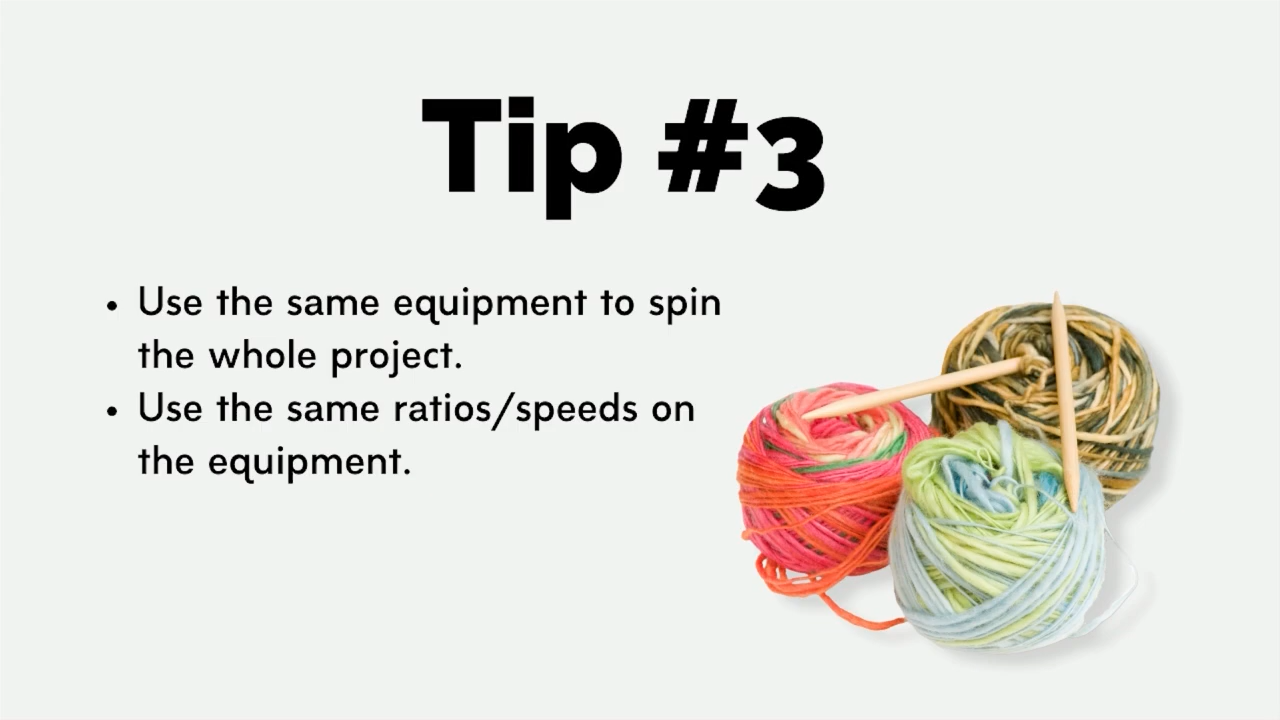 Tip #3
• Use the same equipment to spin
the whole project.
• Use the same ratios/speeds on
the equipment.